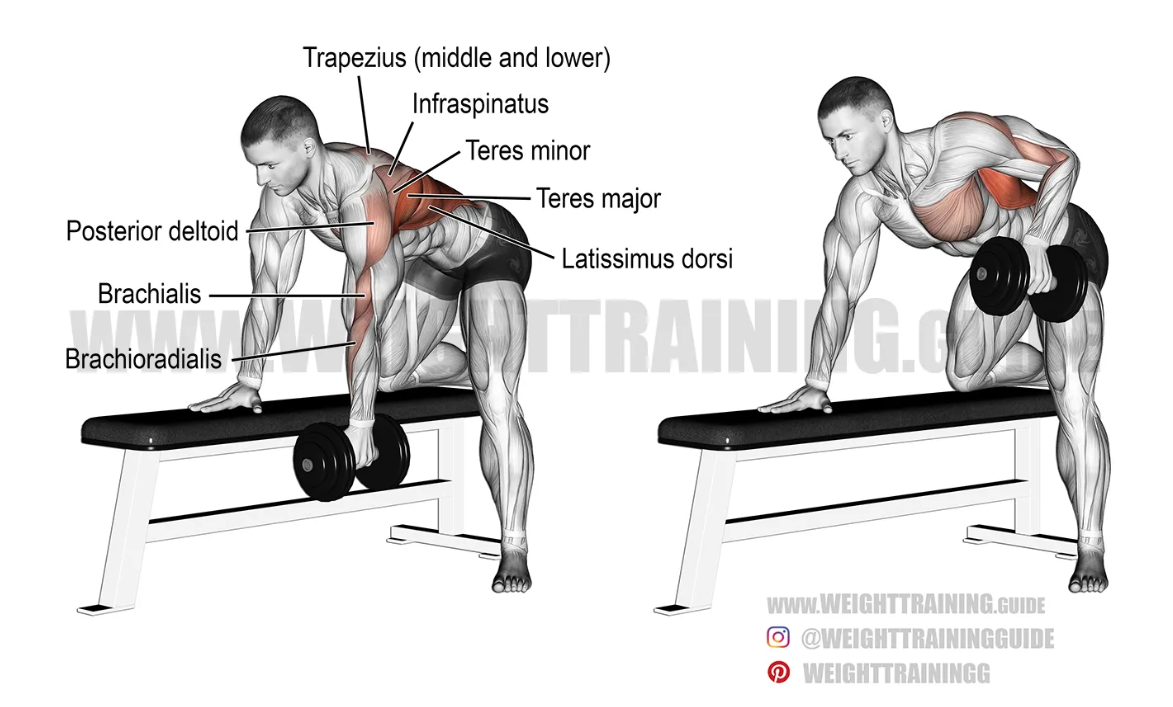 Trapezius (middle and lower)
Infraspinatus
Teres minor
Teres major
Posterior deltoid
Latissimus dorsi
Brachialis
Brachioradialis
WWW.WEIGHTTRAINING.GUIDE
WWW.WEIGHTTRAINING.GUIDE
@WEIGHTTRAININGGUIDE
WEIGHTTRAININGG